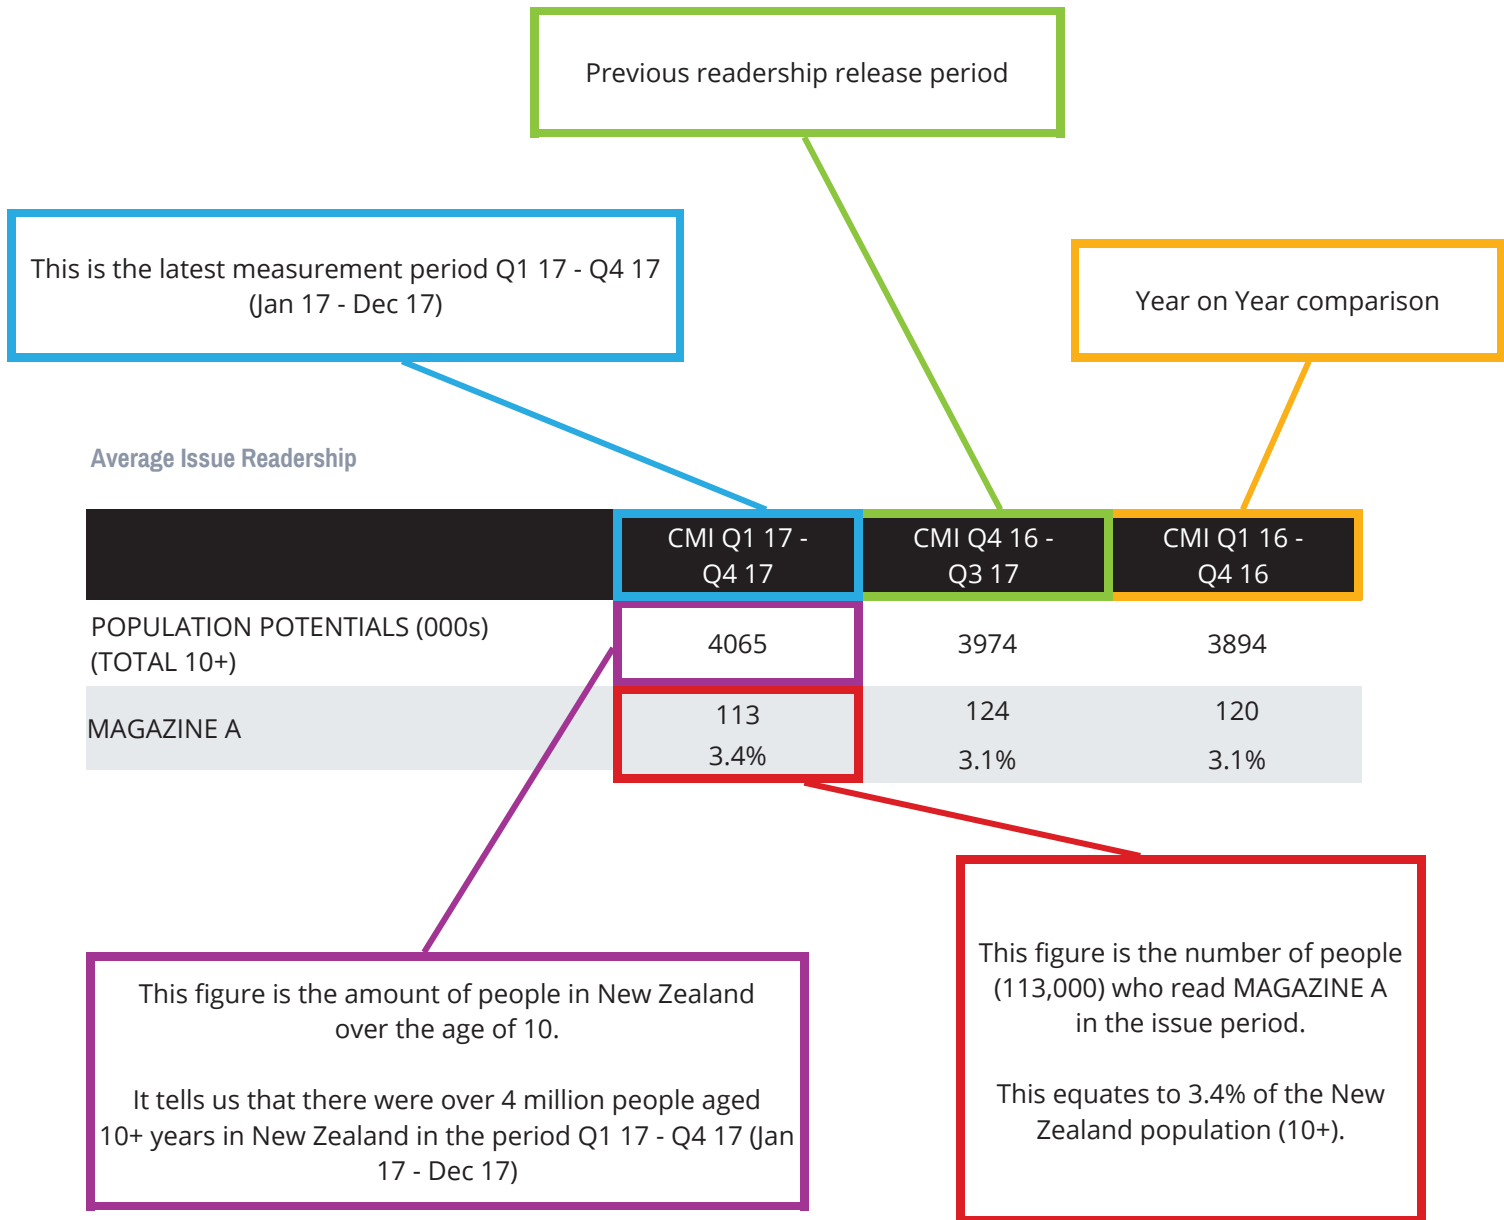 Previous readership release period
This is the latest measurement period Q1 17 - Q4 17
(Jan 17 - Dec 17)
Year on Year comparison
Average Issue Readership
CMI Q1 17 -
Q4 17
CMI Q4 16 -
Q3 17
CMI Q1 16 -
Q4 16
POPULATION POTENTIALS (000s)
(TOTAL 10+)
4065
3974
3894
MAGAZINE A
113
124
120
3.4%
3.1%
3.1%
This figure is the amount of people in New Zealand
over the age of 10.
It tells us that there were over 4 million people aged
10+ years in New Zealand in the period Q1 17 - Q4 17 (Jan
17 - Dec 17)
This figure is the number of people
(113,000) who read MAGAZINE A
in the issue period.
This equates to 3.4% of the New
Zealand population (10+).